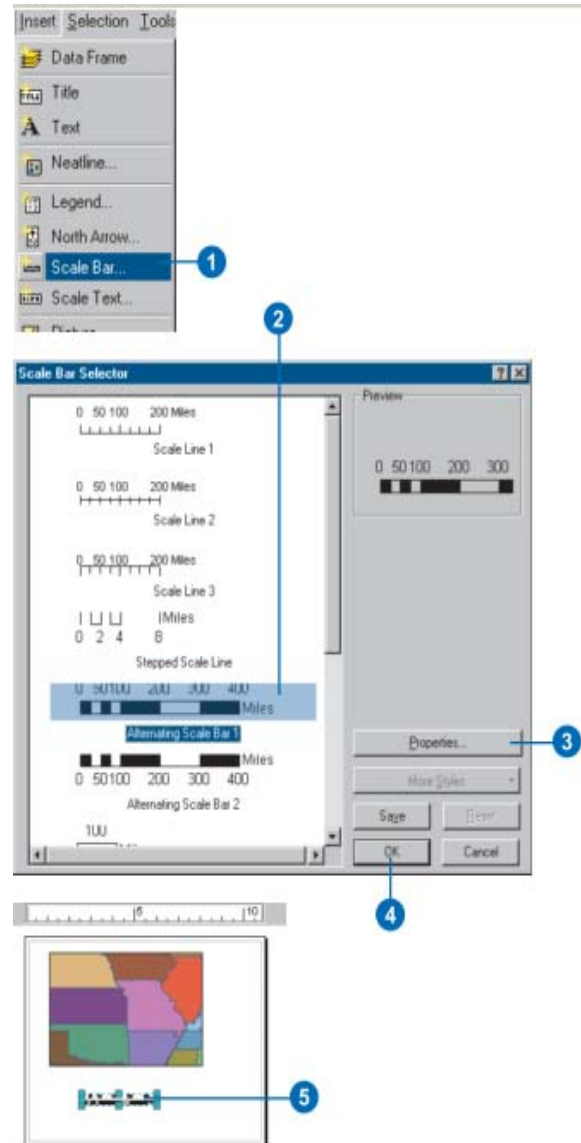 Insert Selection Tools
Data Frame
Title
Text
Neatline...
Legend...
North Arrow...
Scale Bar...
Scale Text...
Picture
1
2
Scale Bar Selector
Preview
0 50 100 200 Miles
Scale Line 1
0 50 100 200 300
0 50 100 200 Miles
Scale Line 2
0 50 100 200 Miles
Scale Line 3
Miles
0 2 4 8
Stepped Scale Line
0 50100 200 300 400
Miles
Alternating Scale Bar 1
Properties...
3
Miles
0 50100 200 300 400
Alternating Scale Bar 2
More Styles
Save Reset
100
OK Cancel
4
5 10
5